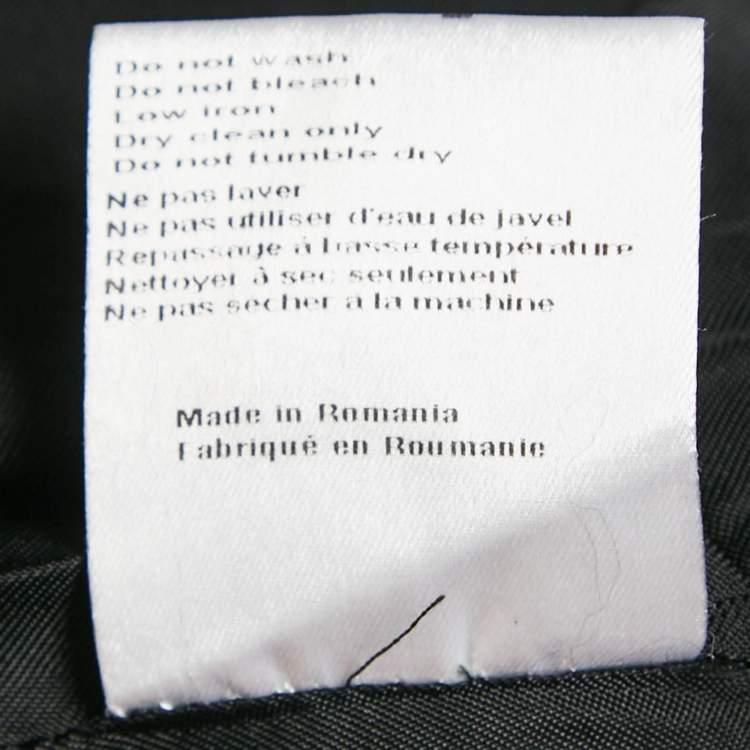 Do not wash
Do not bleach
Low iron
Dry clean only
Do not tumble dry
Ne pas laver
Ne pas utiliser d'eau de javel
Repassage à basse température
Nettoyer à sec seulement
Ne pas secher a la machine
Made in Romania
Fabriqué en Roumanie